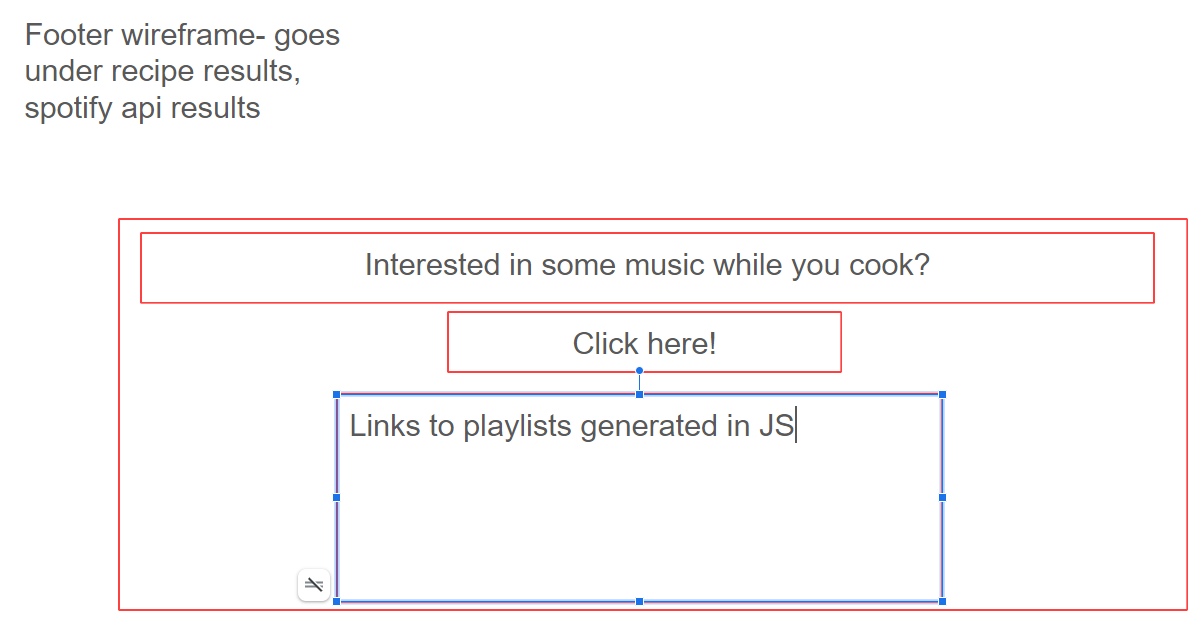 Footer wireframe- goes
under recipe results,
spotify api results
Interested in some music while you cook?
Click here!
Links to playlists generated in JS